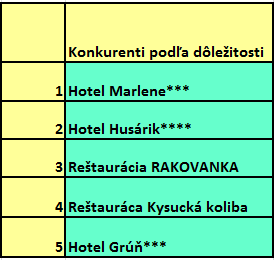 Konkurenti podľa dôležitosti
1 Hotel Marlene***
2 Hotel Husárik****
3 Reštaurácia RAKOVANKA
4 Reštauráca Kysucká koliba
5 Hotel Grúň***